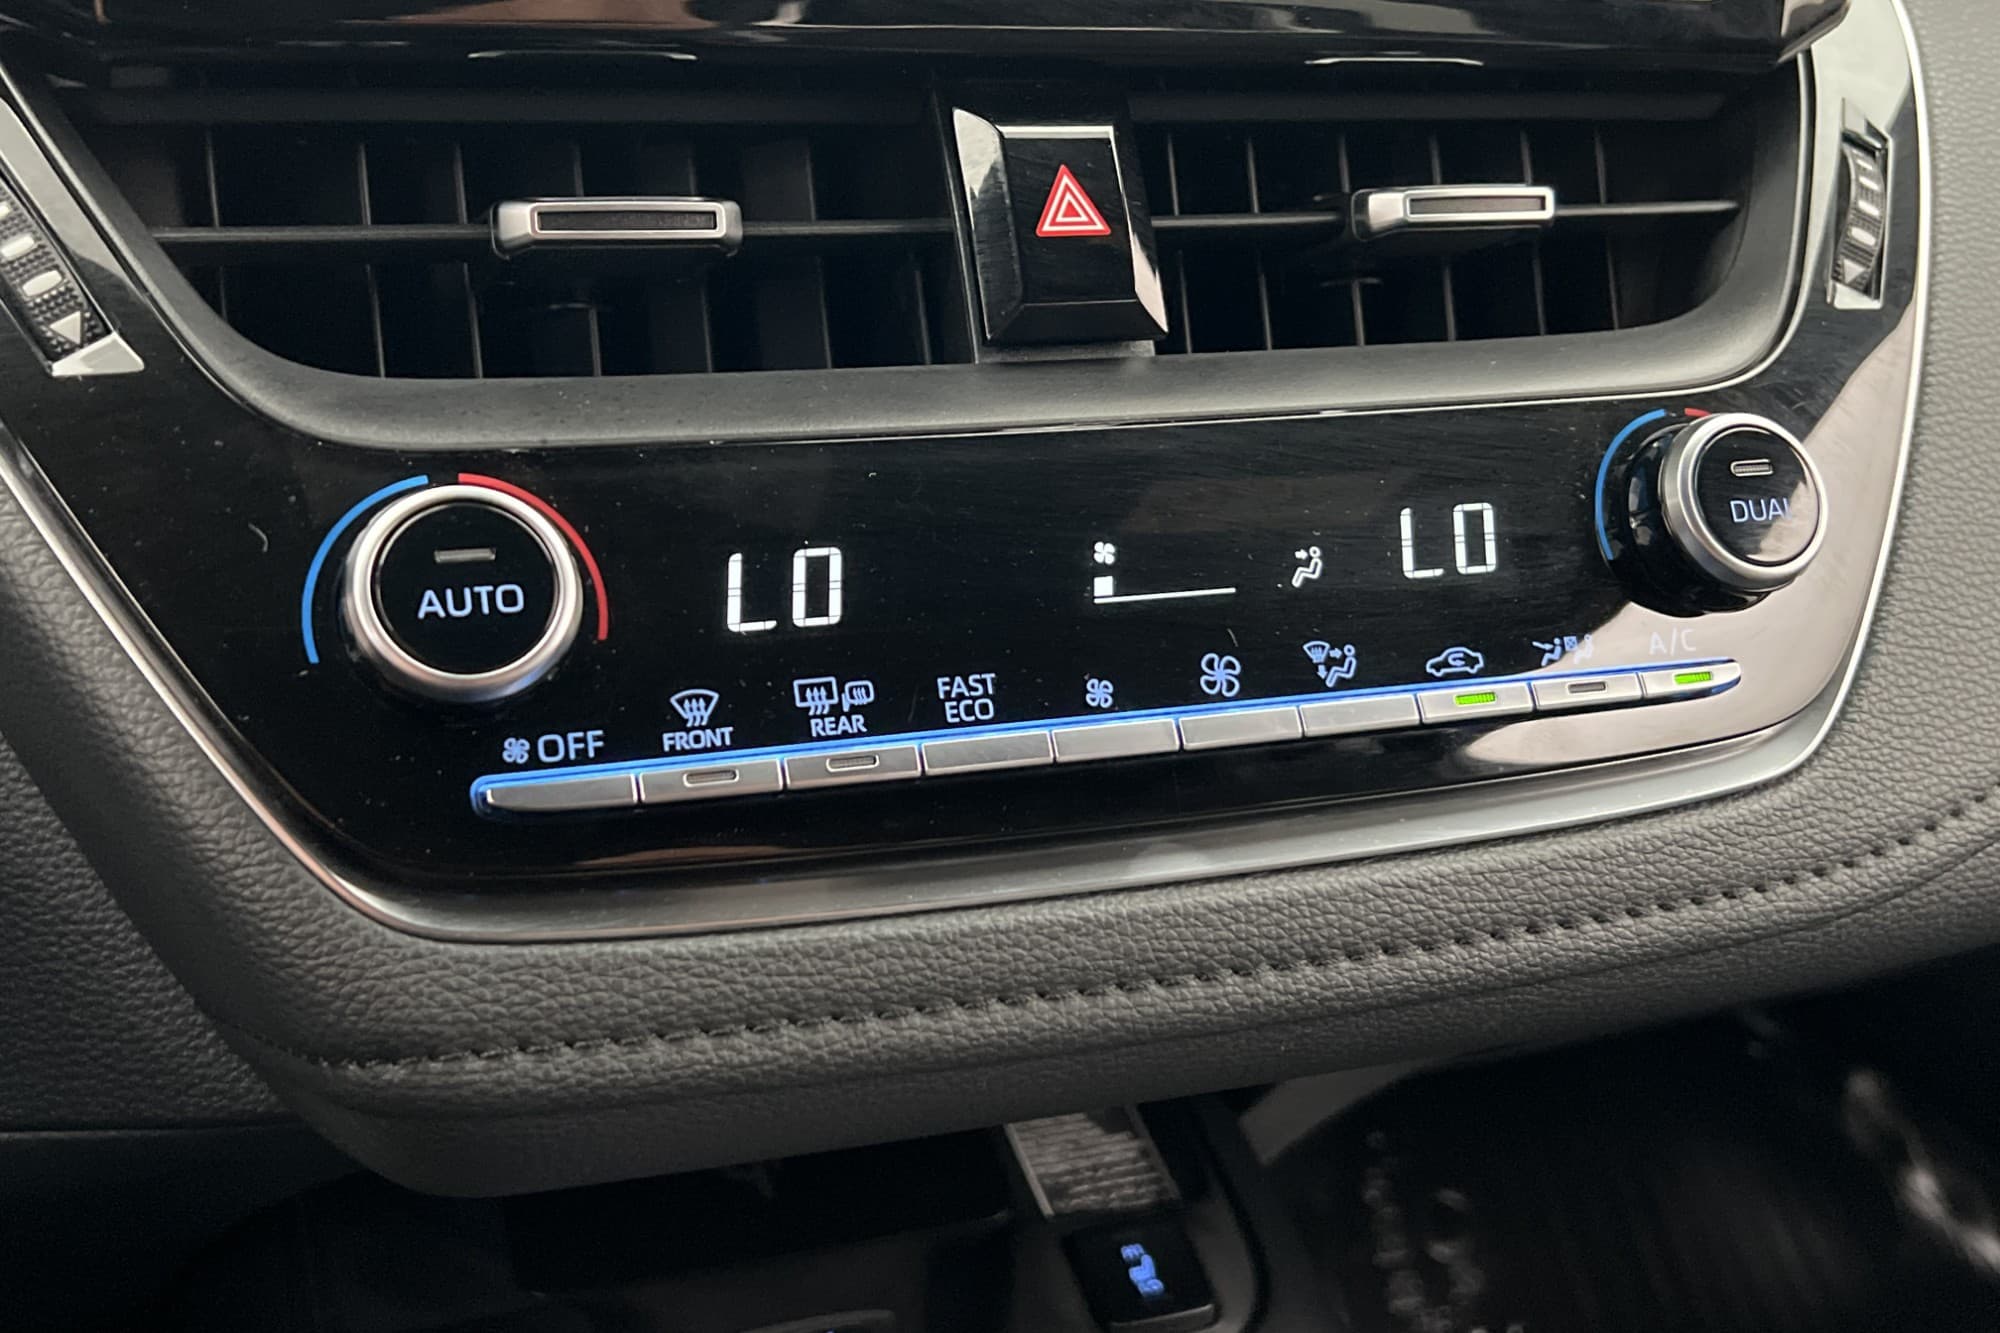 AUTO
LO
LO
DUAL
OFF
FRONT
REAR
FAST
ECO
A/C